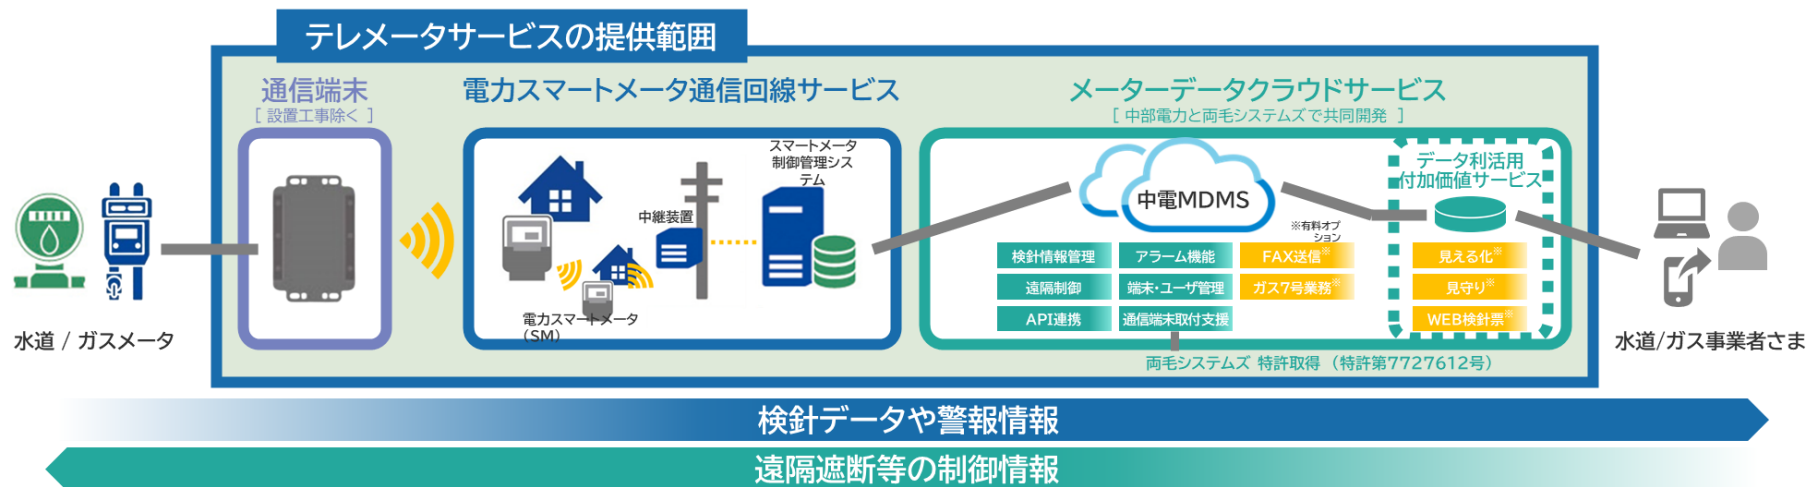 テレメータサービスの提供範囲
通信端末
[ 設置工事除く ]
電力スマートメータ通信回線サービス
メーターデータクラウドサービス
[ 中部電力と両毛システムズで共同開発 ]
スマートメータ
制御管理シス
テム
中継装置
電力スマートメータ
(SM)
中電MDMS
※有料オプ
ション
検針情報管理
アラーム機能
FAX送信※
遠隔制御
端末・ユーザ管理
ガス7号業務※
API連携
通信端末取付支援
データ利活用
付加価値サービス
見える化※
見守り※
WEB検針票※
両毛システムズ 特許取得（特許第7727612号）
水道 / ガスメータ
水道/ガス事業者さま
検針データや警報情報
遠隔遮断等の制御情報